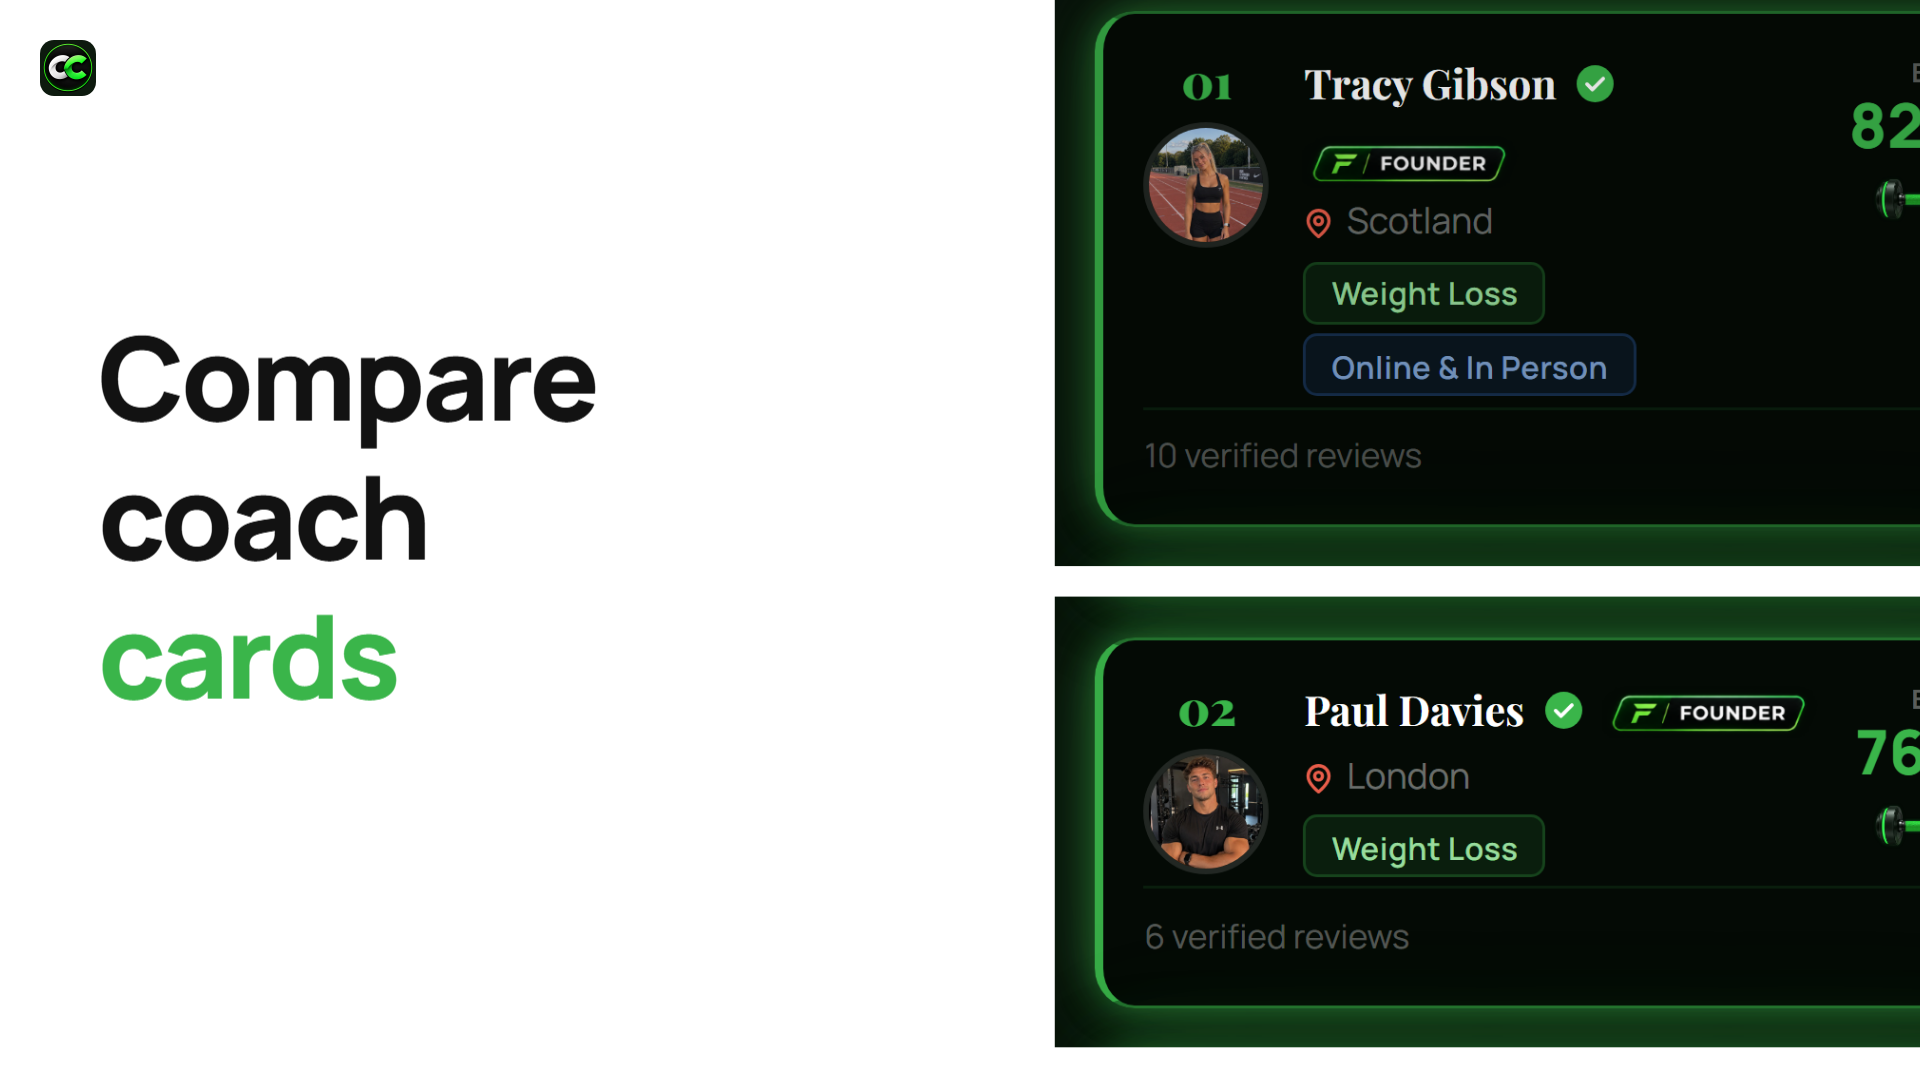 CC
Compare
coach
cards
01
Tracy Gibson
FOUNDER
Scotland
Weight Loss
Online & In Person
10 verified reviews
82
02
Paul Davies
FOUNDER
London
Weight Loss
6 verified reviews
76